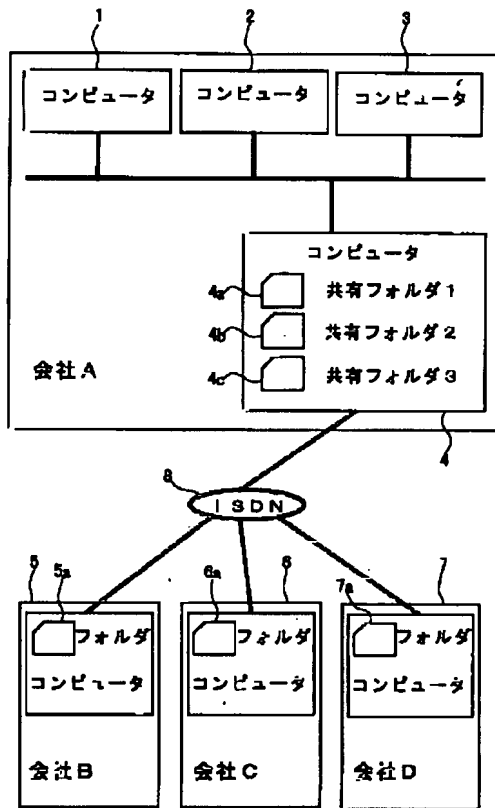 1
2
3
コンピュータ
コンピュータ
コンピュータ
コンピュータ
4a
共有フォルダ1
4b
共有フォルダ2
4c
共有フォルダ3
会社A
4
8
ISDN
5
5a
フォルダ
コンピュータ
会社B
6a
6
フォルダ
コンピュータ
会社C
7a
7
フォルダ
コンピュータ
会社D